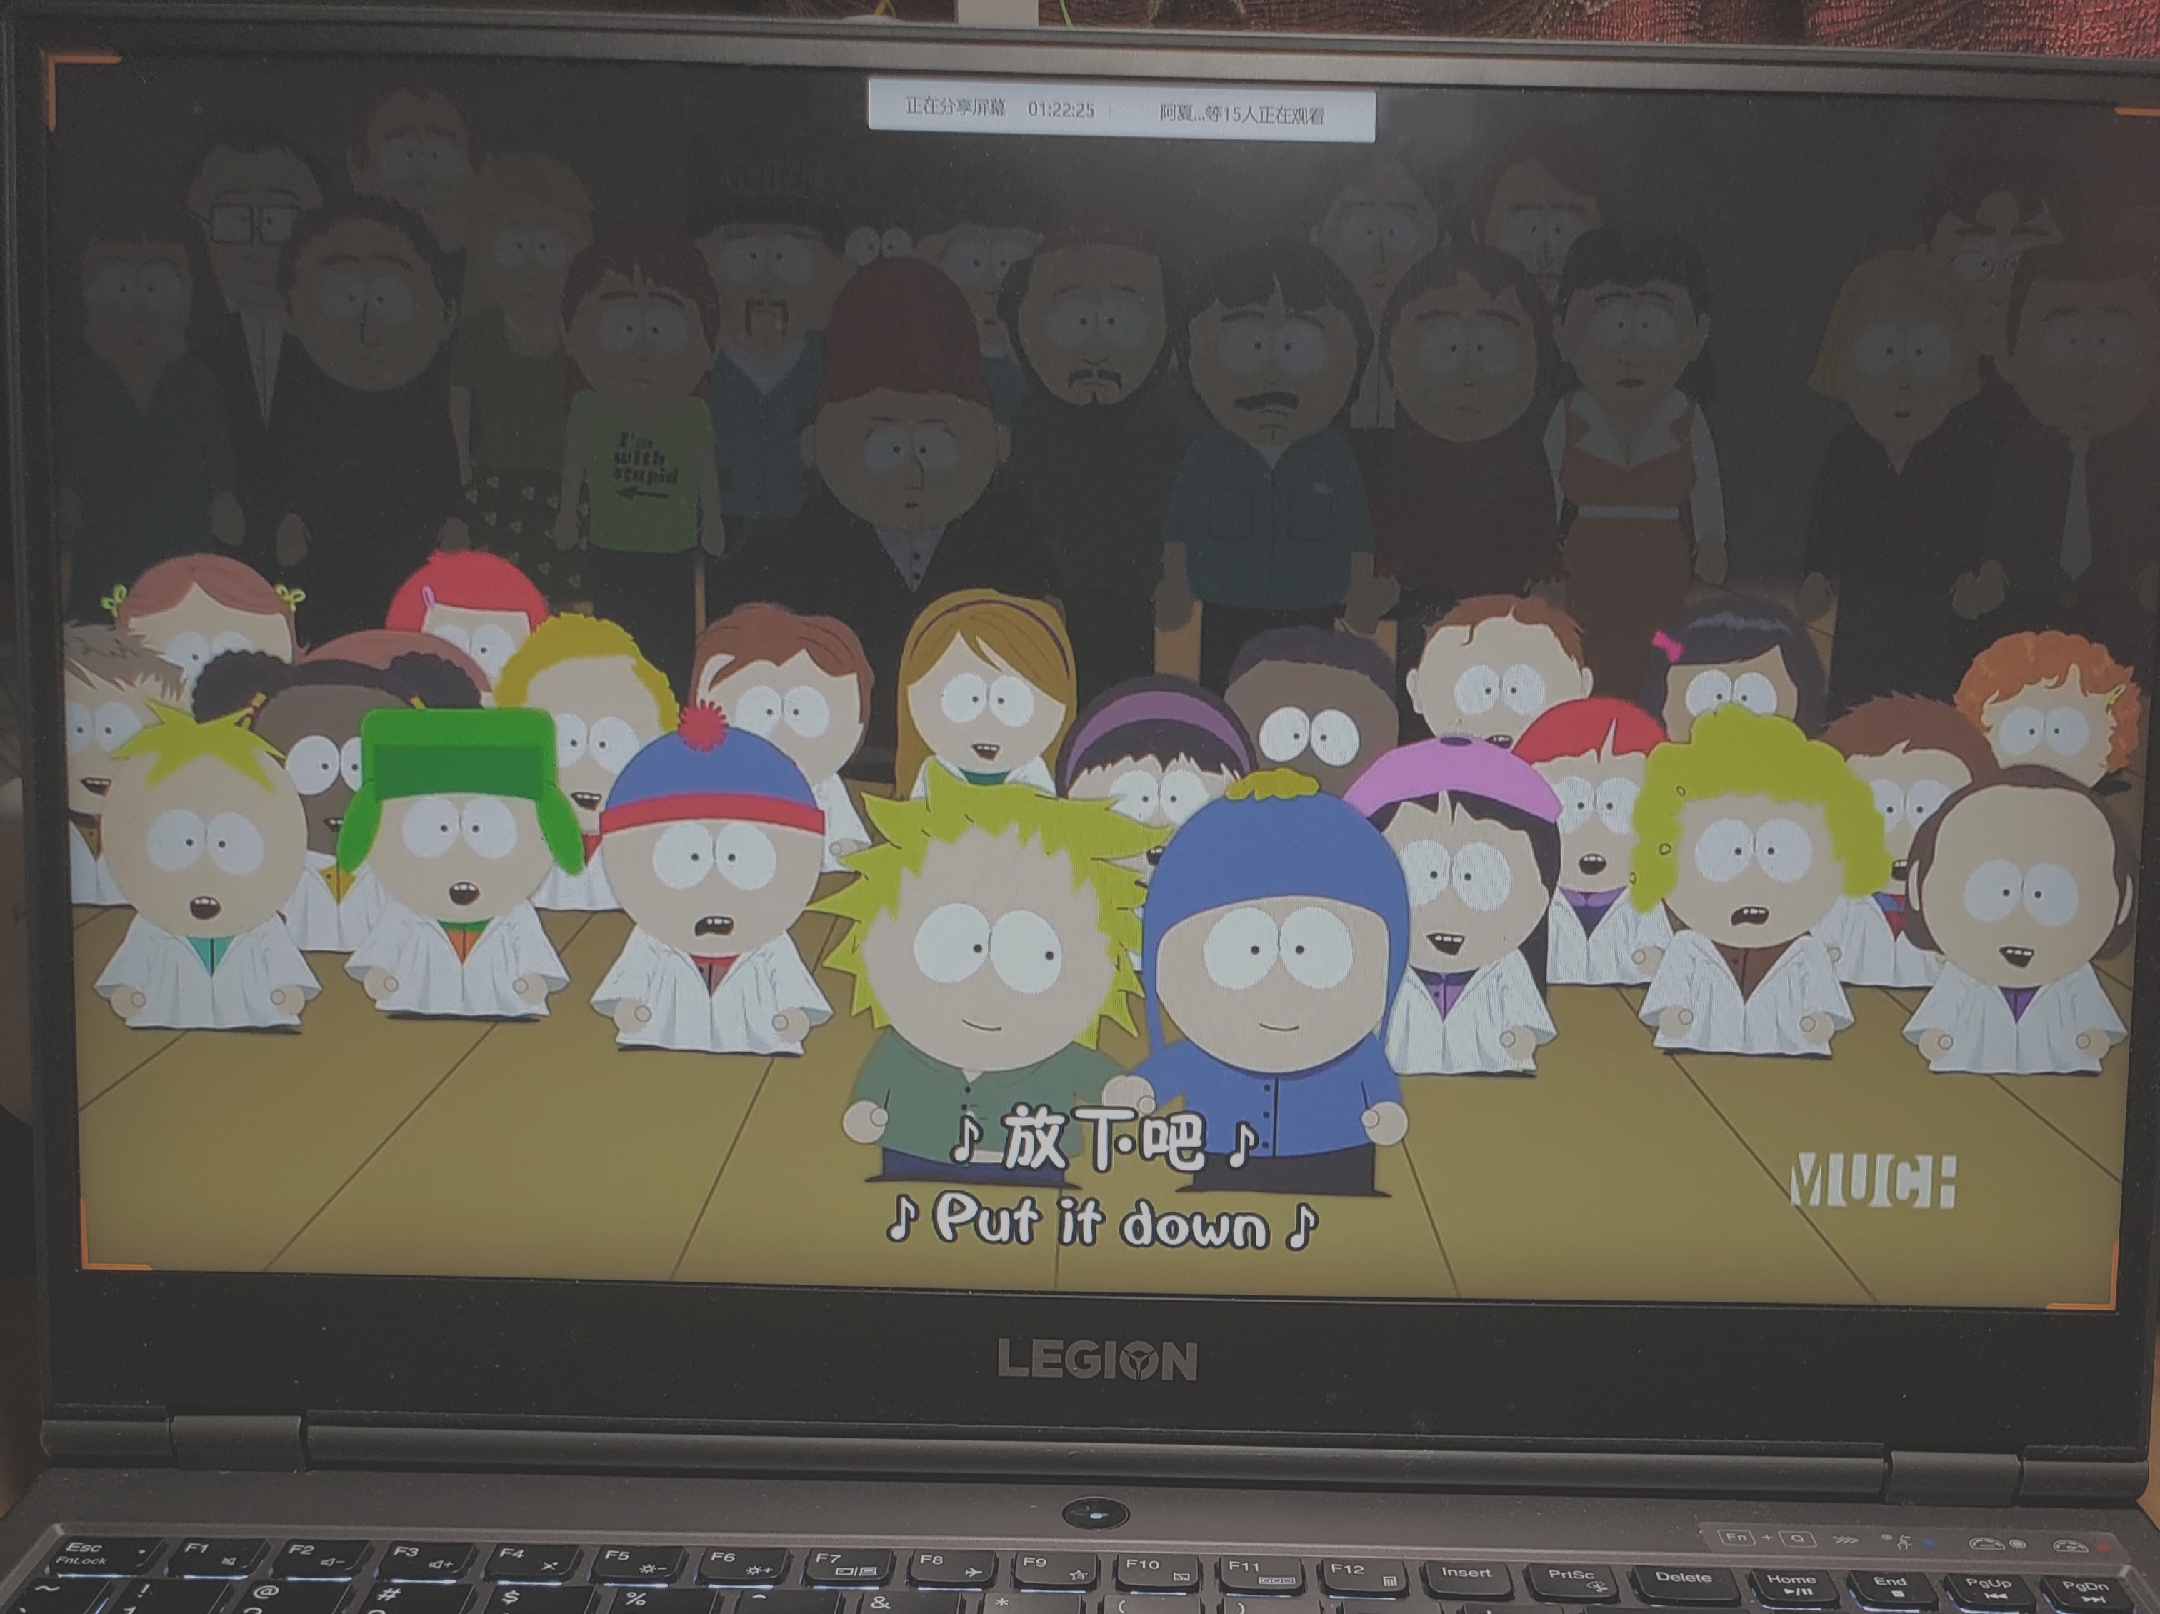 正在分享屏幕 01:22:25 阿夏...等15人正在观看
I'm
with
stupid
♪ 放下吧 ♪
♪ Put it down ♪
MUCH
LEGION
Fn + Q
Esc F1 F2 F3 F4 F5 F6 F7 F8 F9 F10 F11 F12 Insert PrtSc Delete Home End PgUp PgDn
FnLock
~ ! @ # $ % ^ & * ( )